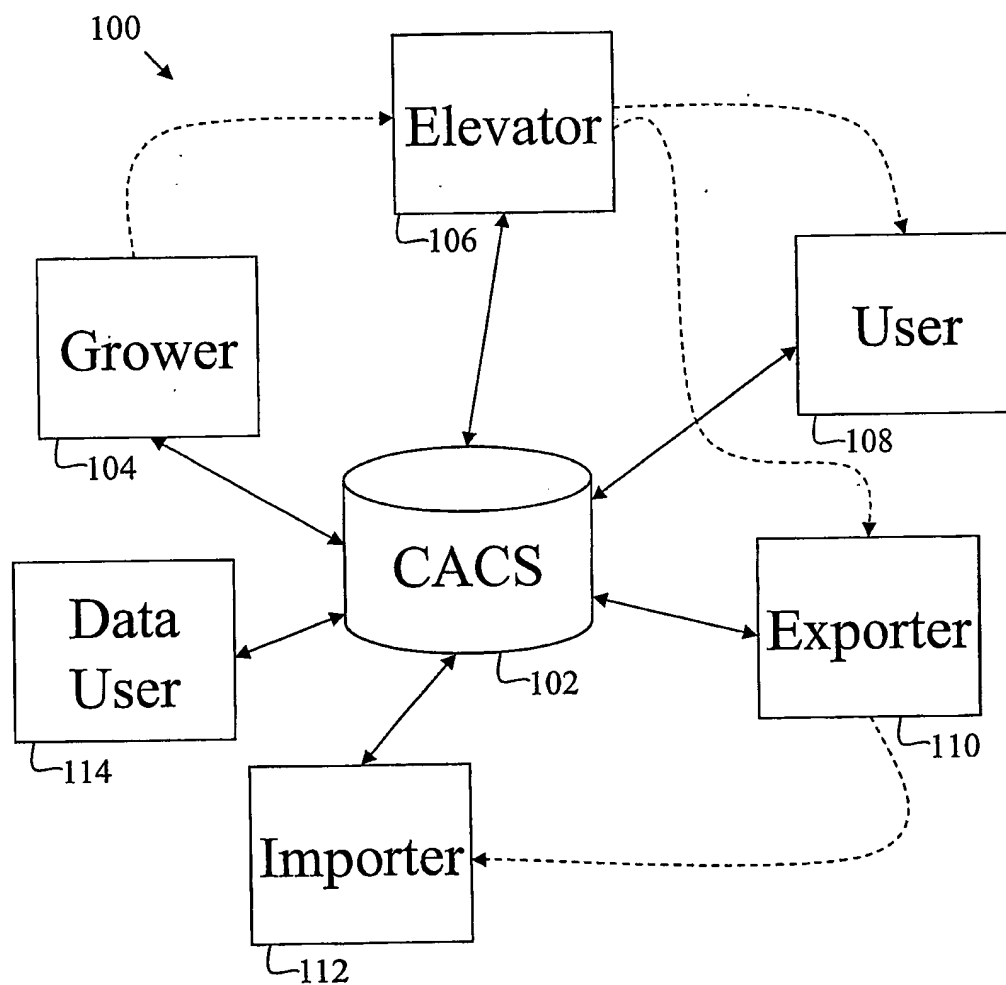 100
Elevator
106
Grower
104
User
108
CACS
102
Data
User
114
Exporter
110
Importer
112